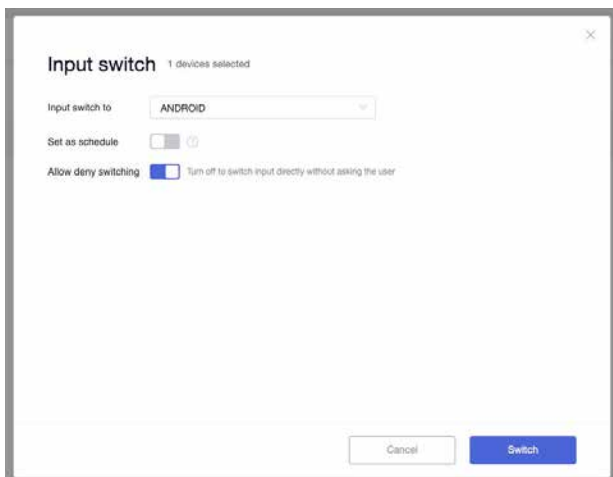 Input switch 1 devices selected
Input switch to ANDROID
Set as schedule
Allow deny switching Turn off to switch input directly without asking the user
Cancel Switch